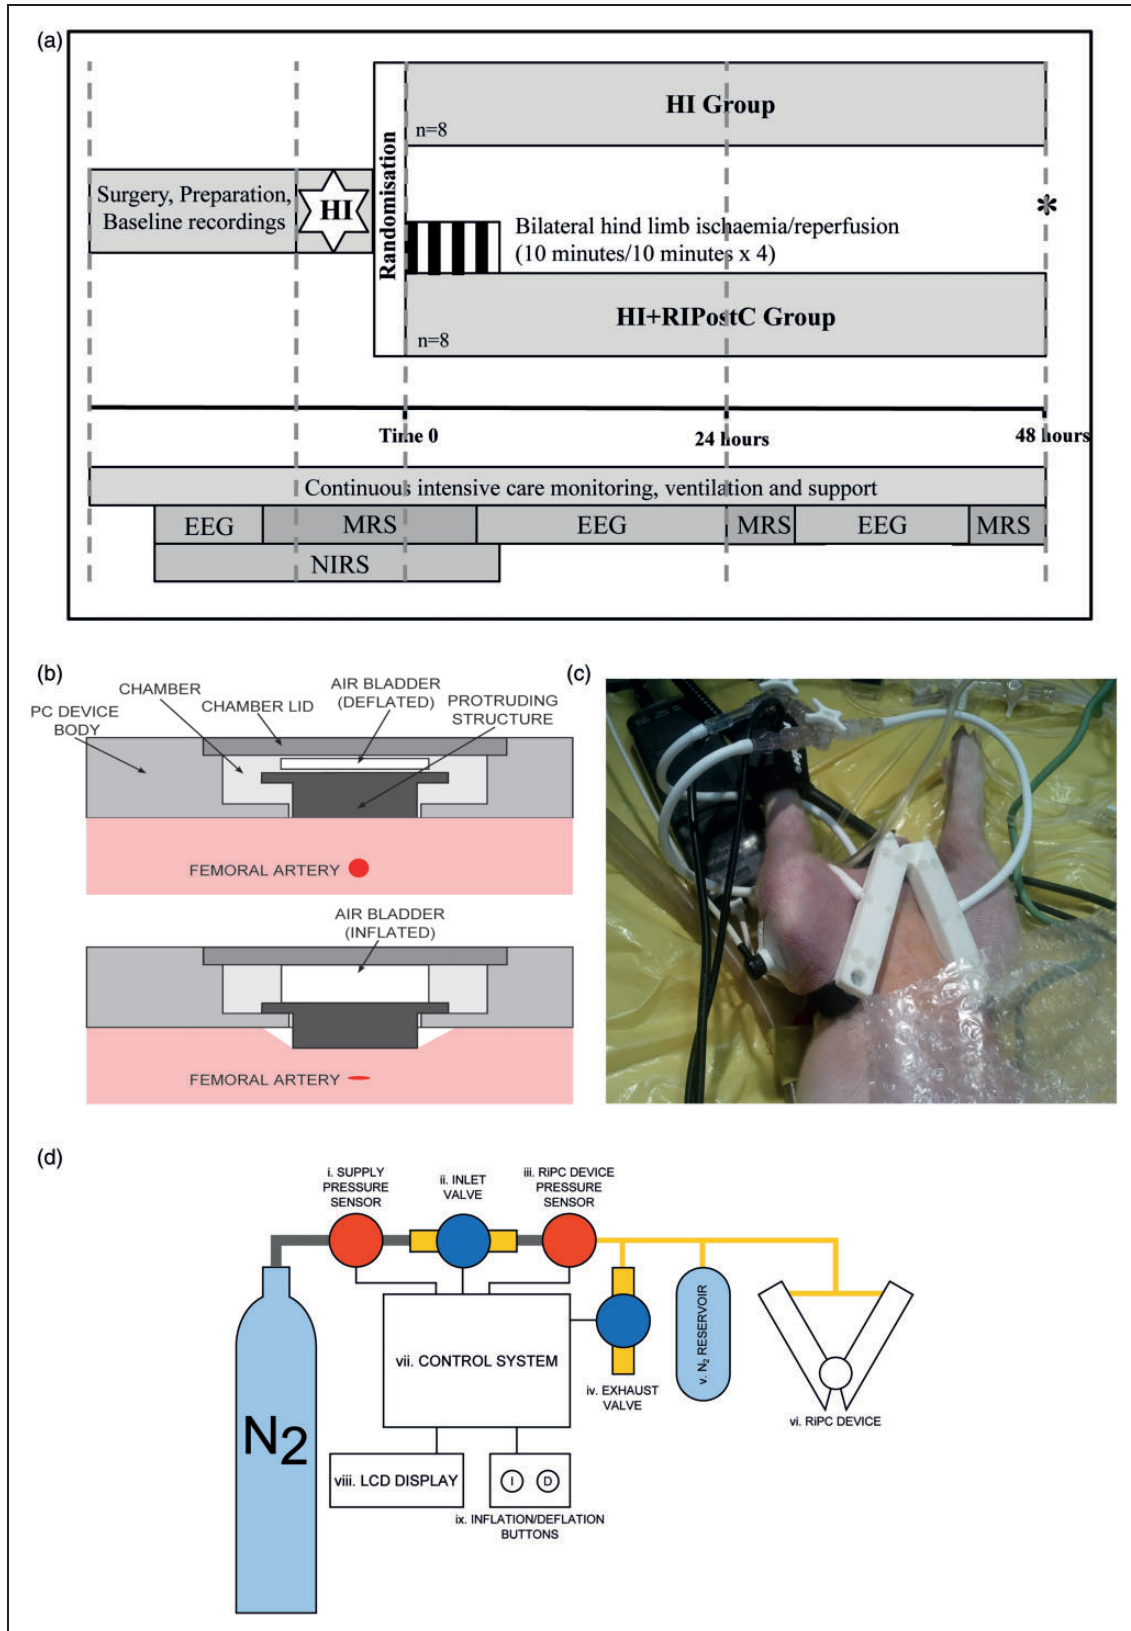 (a)
HI Group
n=8
Randomisation
Surgery, Preparation,
Baseline recordings
HI
*
Bilateral hind limb ischaemia/reperfusion
(10 minutes/10 minutes x 4)
HI+RIPostC Group
n=8
Time 0
24 hours
48 hours
Continuous intensive care monitoring, ventilation and support
EEG
MRS
EEG
MRS
EEG
MRS
NIRS
(b)
PC DEVICE
BODY
CHAMBER
CHAMBER LID
AIR BLADDER
(DEFLATED)
PROTRUDING
STRUCTURE
FEMORAL ARTERY
AIR BLADDER
(INFLATED)
FEMORAL ARTERY
(c)
(d)
i. SUPPLY
PRESSURE
SENSOR
ii. INLET
VALVE
iii. RiPC DEVICE
PRESSURE
SENSOR
N2
vii. CONTROL SYSTEM
iv. EXHAUST
VALVE
v. N₂ RESERVOIR
vi. RiPC DEVICE
viii. LCD DISPLAY
I
D
ix. INFLATION/DEFLATION
BUTTONS